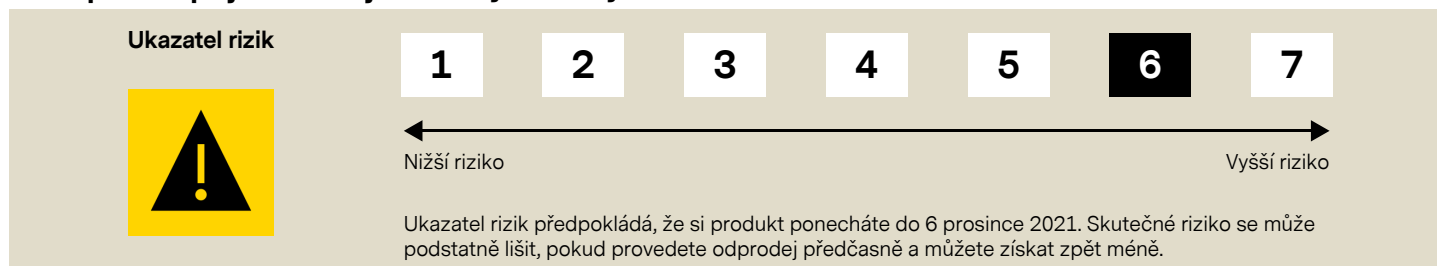 Ukazatel rizik
1 2 3 4 5 6 7
Nižší riziko Vyšší riziko
Ukazatel rizik předpokládá, že si produkt ponecháte do 6 prosince 2021. Skutečné riziko se může
podstatně lišit, pokud provedete odprodej předčasně a můžete získat zpět méně.